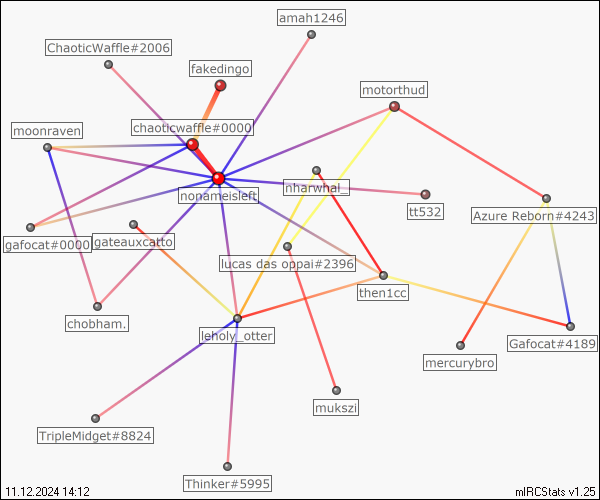 amah1246
ChaoticWaffle#2006
fakedingo
motorthud
chaoticwaffle#0000
moonraven
nonameisleft
nharwhal_
tt532
Azure Reborn#4243
gafocat#0000
gateauxcatto
lucas das oppai#2396
then1cc
chobham.
leholy_otter
Gafocat#4189
mercurybro
mukszi
TripleMidget#8824
Thinker#5995
11.12.2024 14:12
mIRCStats v1.25